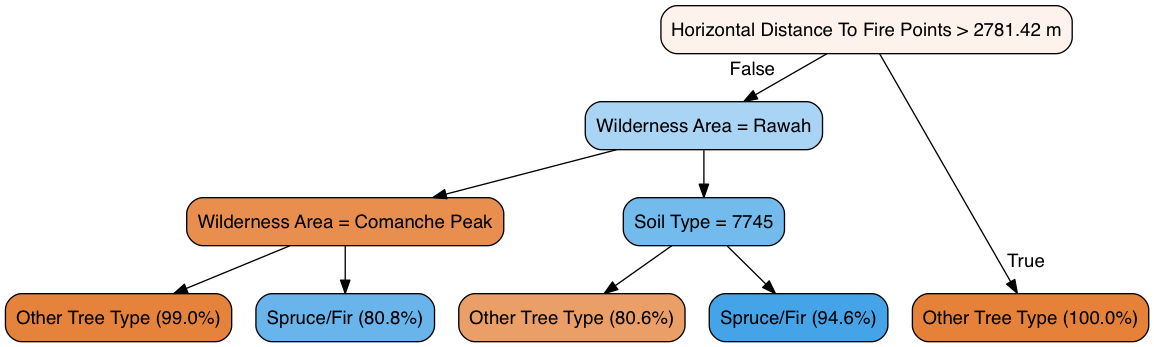 Horizontal Distance To Fire Points > 2781.42 m
False
Wilderness Area = Rawah
Wilderness Area = Comanche Peak
Soil Type = 7745
True
Other Tree Type (99.0%)
Spruce/Fir (80.8%)
Other Tree Type (80.6%)
Spruce/Fir (94.6%)
Other Tree Type (100.0%)